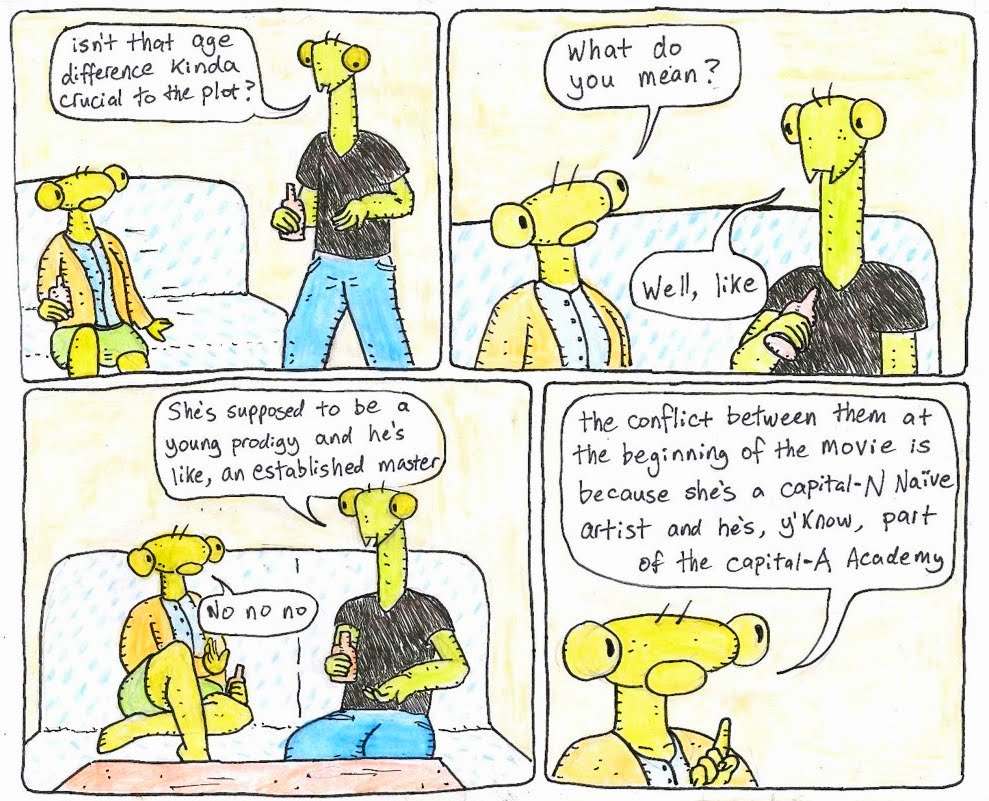 isn't that age
difference kinda
crucial to the plot?
What do
you mean?
Well, like
She's supposed to be a
young prodigy and he's
like, an established master
No no no
the conflict between them at
the beginning of the movie is
because she's a capital-N Naïve
artist and he's, y'know, part
of the capital-A Academy